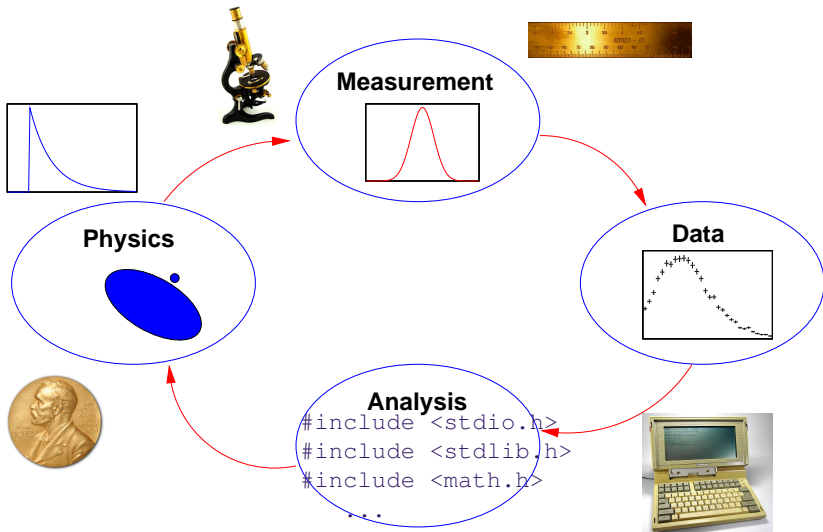 Measurement
Physics
Data
Analysis
#include <stdio.h>
#include <stdlib.h>
#include <math.h>
...